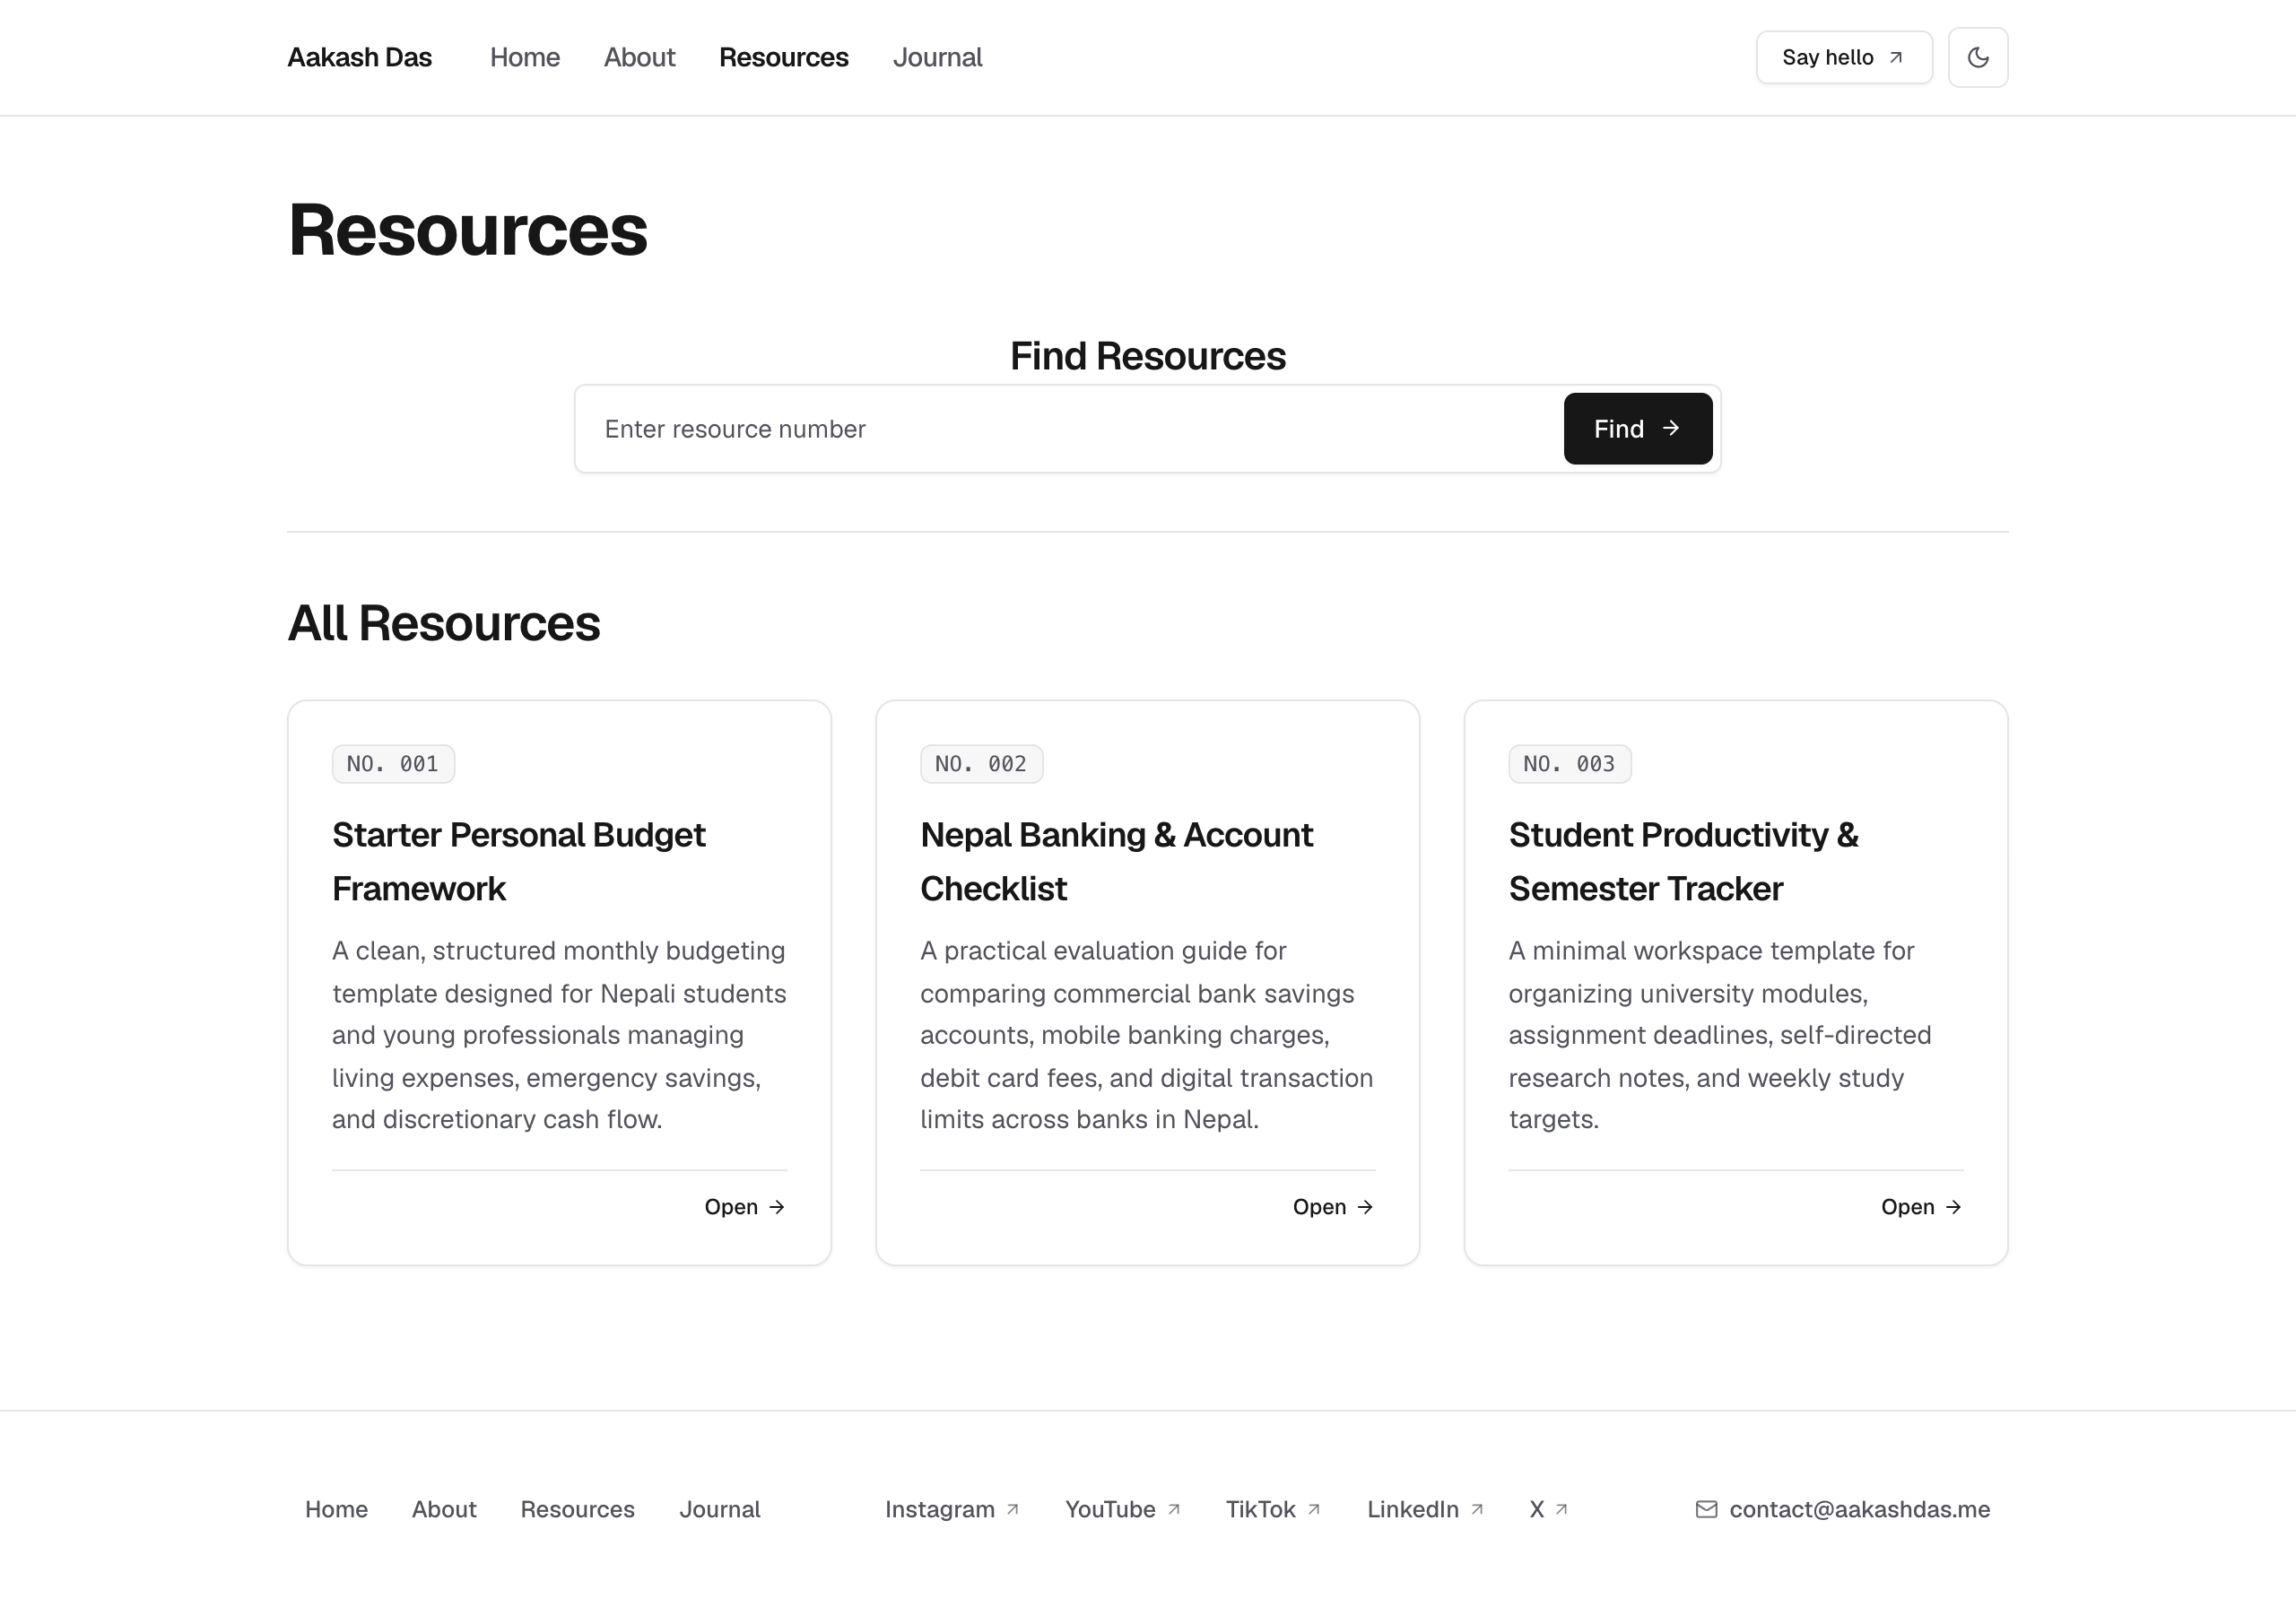 Aakash Das Home About Resources Journal Say hello
Resources
Find Resources
Enter resource number Find
All Resources
NO. 001
Starter Personal Budget
Framework
A clean, structured monthly budgeting
template designed for Nepali students
and young professionals managing
living expenses, emergency savings,
and discretionary cash flow.
Open
NO. 002
Nepal Banking & Account
Checklist
A practical evaluation guide for
comparing commercial bank savings
accounts, mobile banking charges,
debit card fees, and digital transaction
limits across banks in Nepal.
Open
NO. 003
Student Productivity &
Semester Tracker
A minimal workspace template for
organizing university modules,
assignment deadlines, self-directed
research notes, and weekly study
targets.
Open
Home About Resources Journal Instagram YouTube TikTok LinkedIn X contact@aakashdas.me